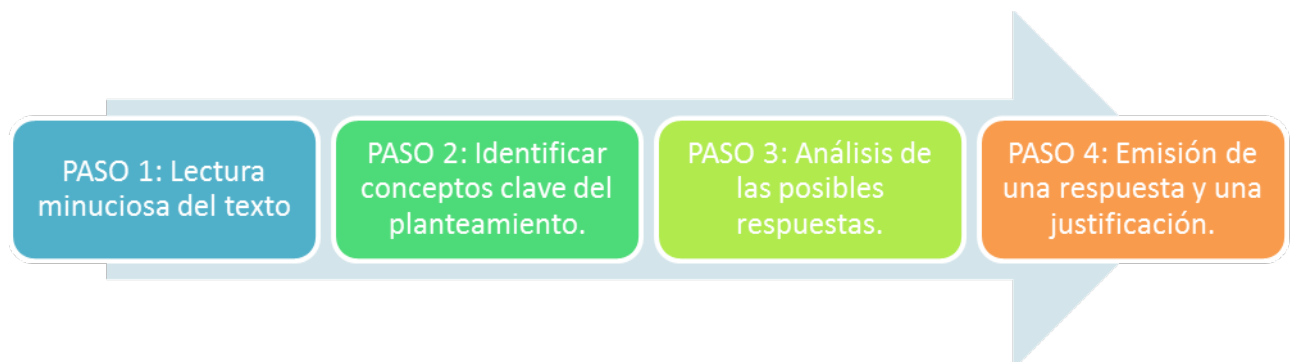 PASO 1: Lectura
minuciosa del texto
PASO 2: Identificar
conceptos clave del
planteamiento.
PASO 3: Análisis de
las posibles
respuestas.
PASO 4: Emisión de
una respuesta y una
justificación.